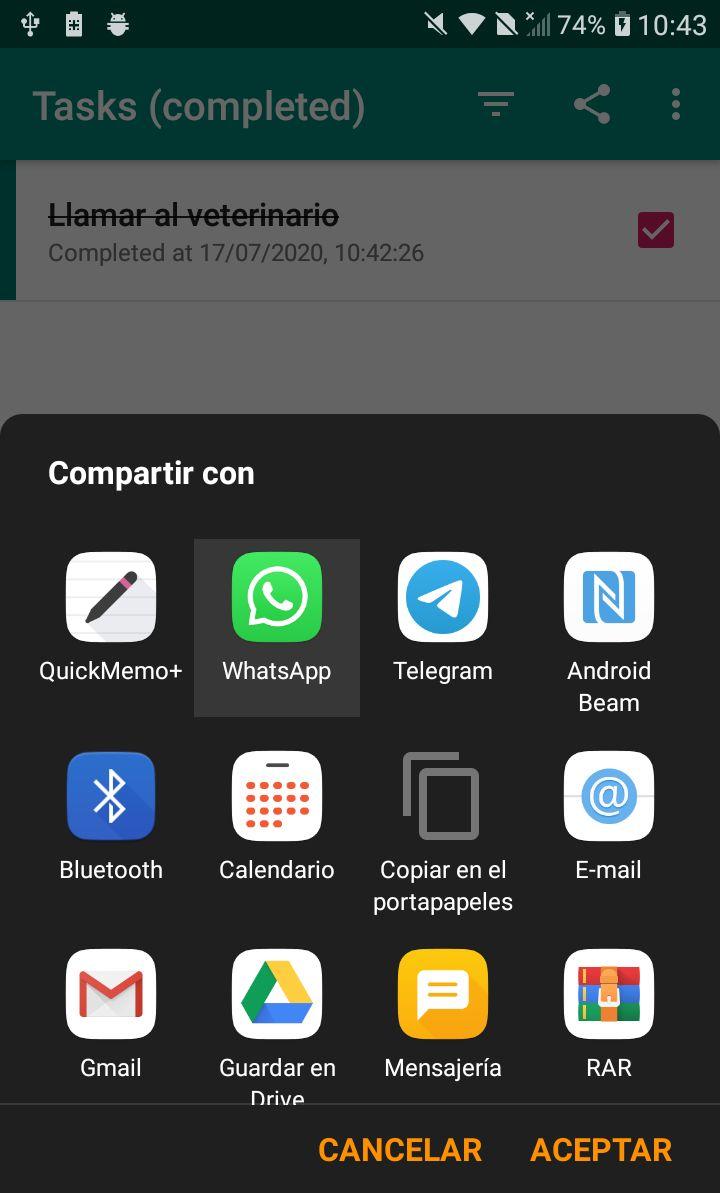 74% 10:43
Tasks (completed)
Llamar al veterinario
Completed at 17/07/2020, 10:42:26
Compartir con
QuickMemo+ WhatsApp Telegram Android
Beam
Bluetooth Calendario Copiar en el E-mail
portapapeles
Gmail Guardar en Mensajería RAR
Drive
CANCELAR ACEPTAR